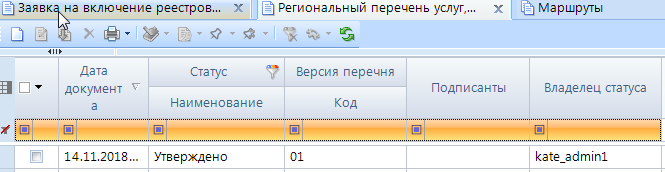 Заявка на включение реестров...
Региональный перечень услуг,...
Маршруты
Дата документа
Статус
Версия перечня
Подписанты
Владелец статуса
Наименование
Код
14.11.2018...
Утверждено
01
kate_admin1